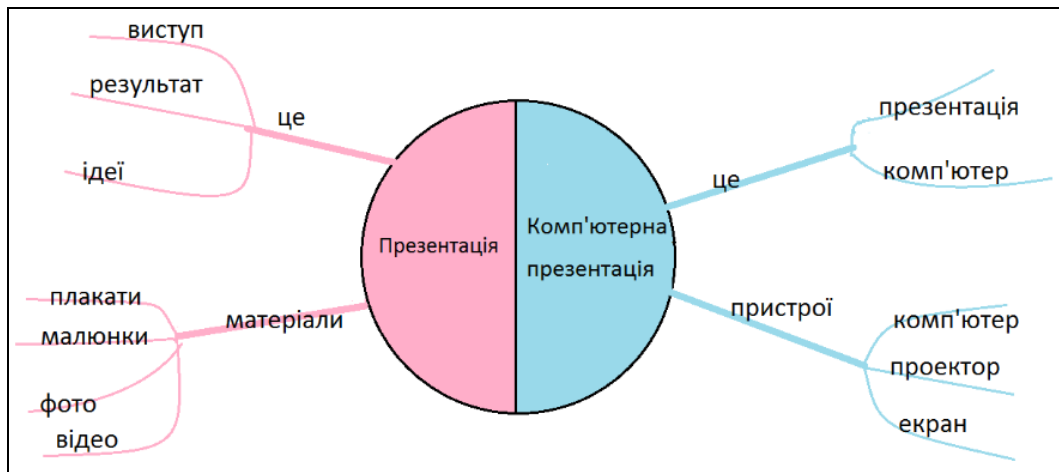 виступ
результат
ідеї
це
Презентація
матеріали
плакати
малюнки
фото
відео
Комп'ютерна
презентація
це
презентація
комп'ютер
пристрої
комп'ютер
проектор
екран